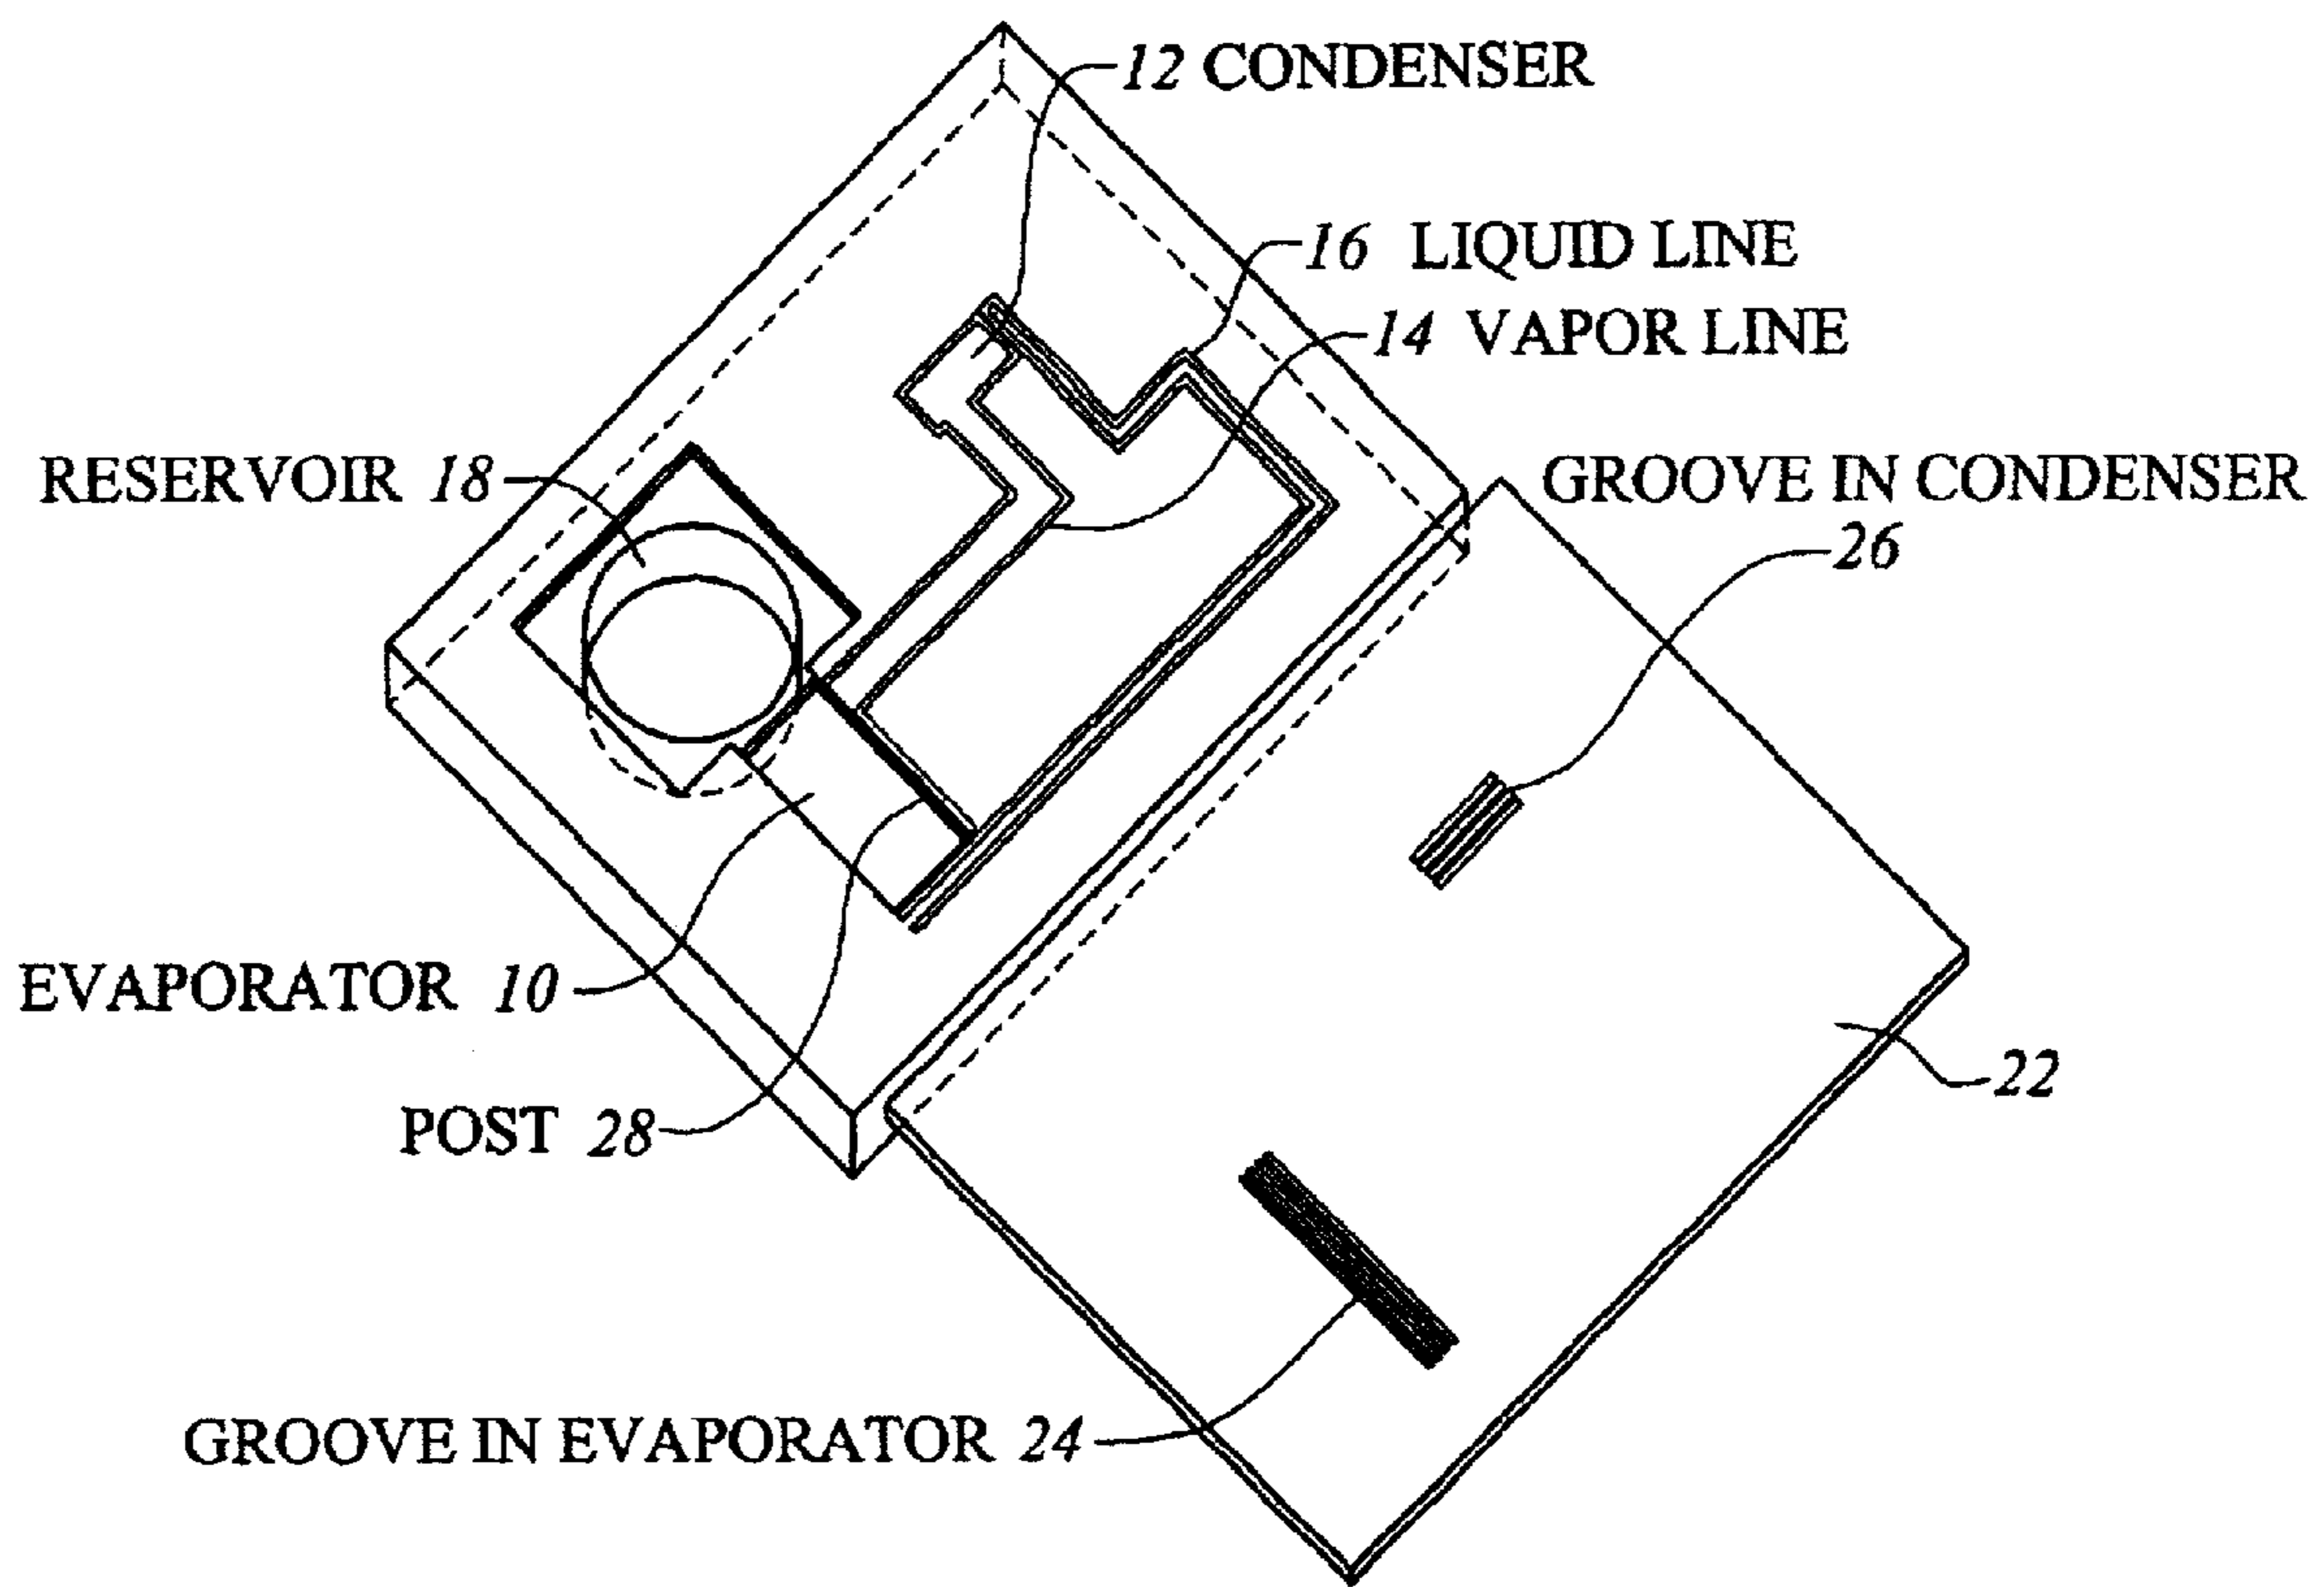 12 CONDENSER
16 LIQUID LINE
14 VAPOR LINE
RESERVOIR 18
GROOVE IN CONDENSER
26
EVAPORATOR 10
22
POST 28
GROOVE IN EVAPORATOR 24